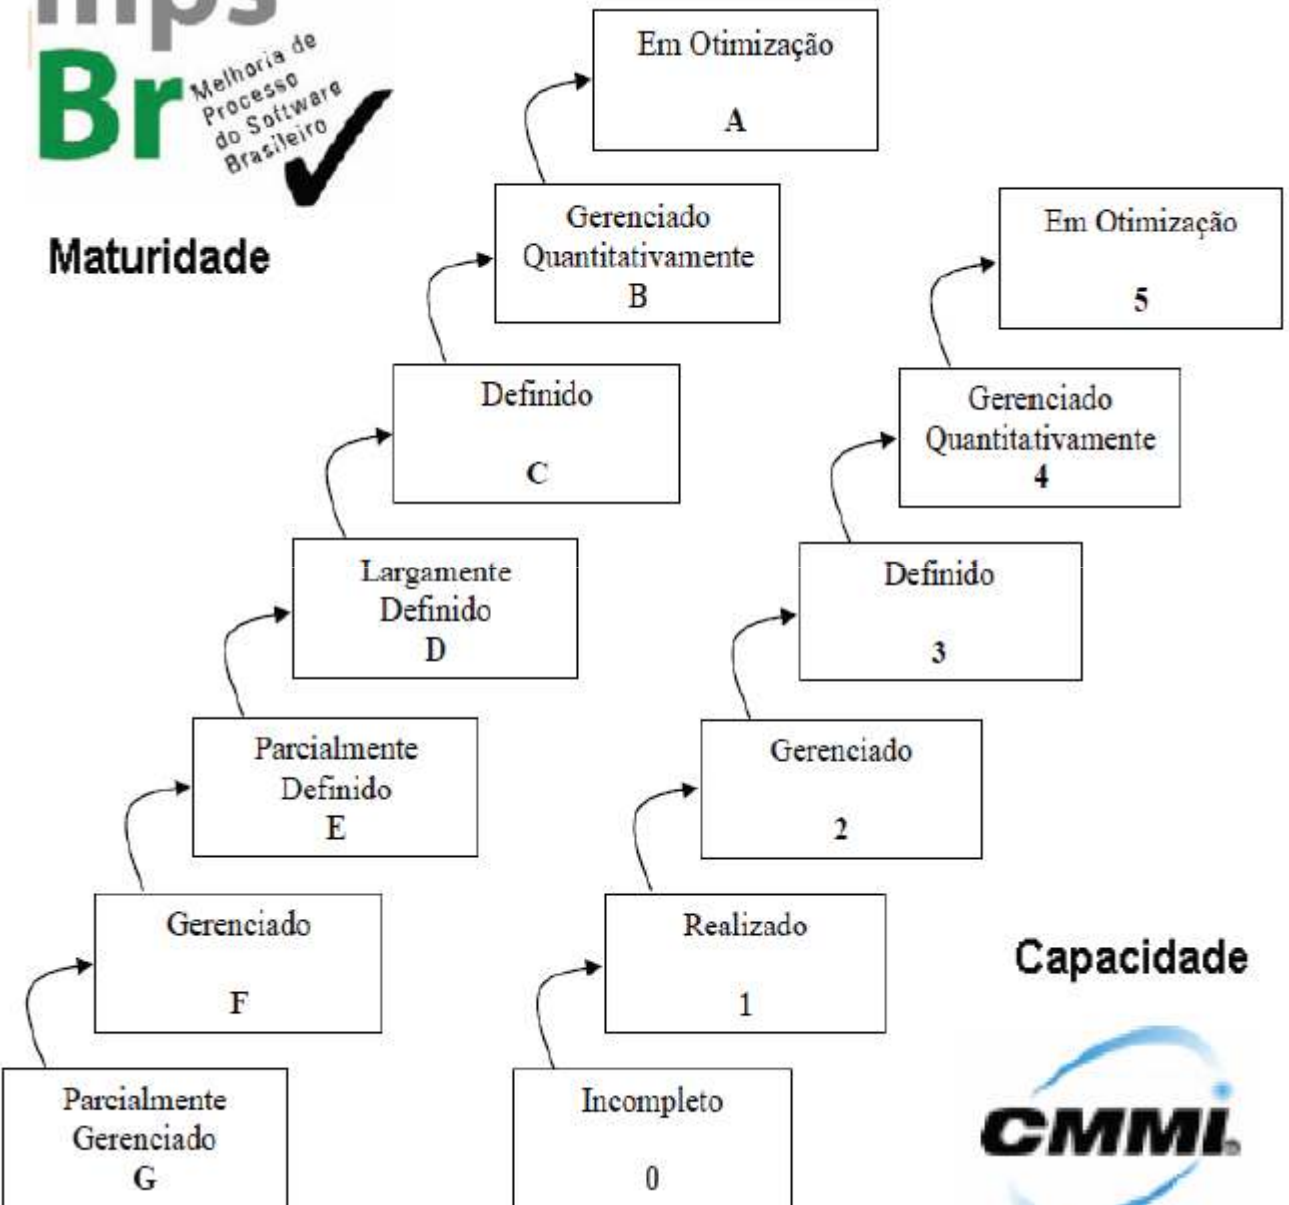 mps
Br
Melhoria de
Processo
do Software
Brasileiro
Maturidade
Em Otimização
A
Gerenciado
Quantitativamente
B
Definido
C
Largamente
Definido
D
Parcialmente
Definido
E
Gerenciado
F
Parcialmente
Gerenciado
G
Em Otimização
5
Gerenciado
Quantitativamente
4
Definido
3
Gerenciado
2
Realizado
1
Incompleto
0
Capacidade
CMMI